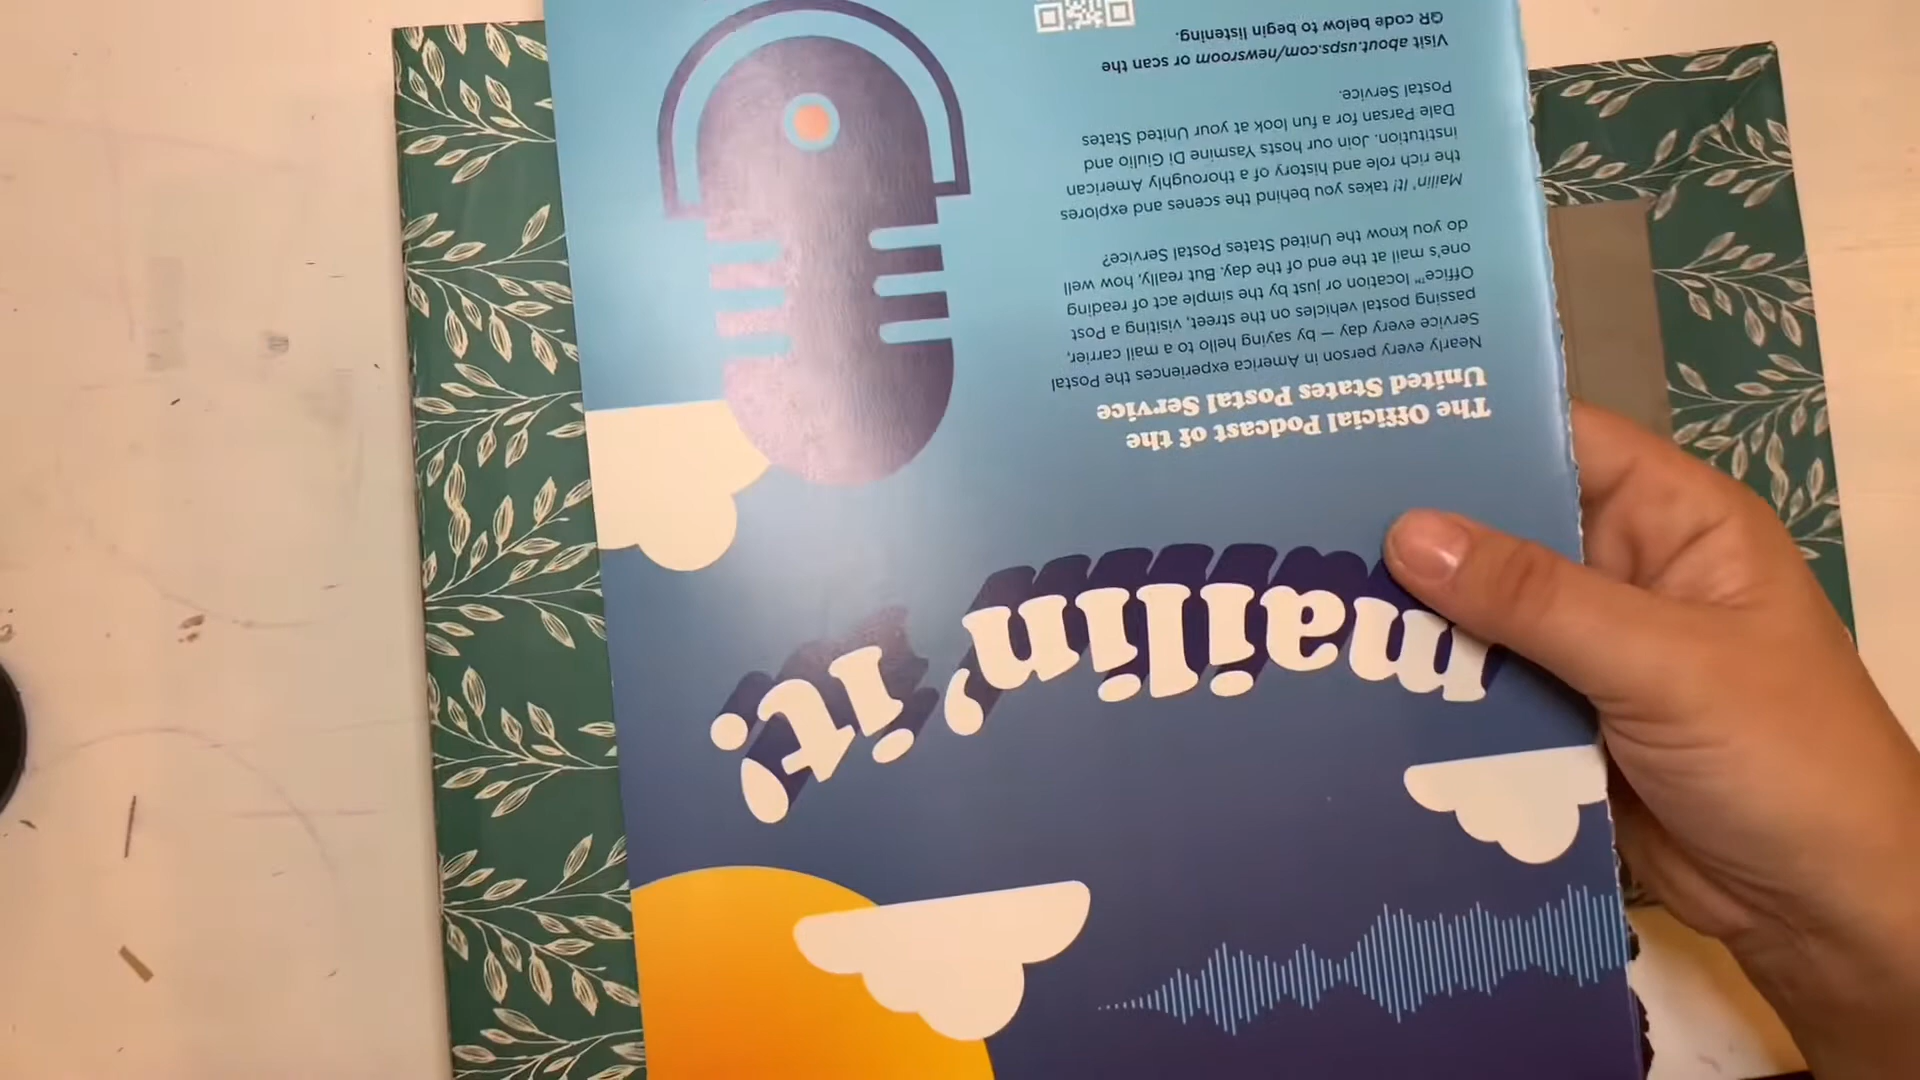 mailin' it!
The Official Podcast of the
United States Postal Service
Nearly every person in America experiences the Postal
Service every day – by saying hello to a mail carrier,
passing postal vehicles on the street, visiting a Post
Office™ location or just by the simple act of reading
one's mail at the end of the day. But really, how well
do you know the United States Postal Service?
Mailin' It! takes you behind the scenes and explores
the rich role and history of a thoroughly American
institution. Join our hosts Yasmine Di Giulio and
Dale Parsan for a fun look at your United States
Postal Service.
Visit about.usps.com/newsroom or scan the
QR code below to begin listening.